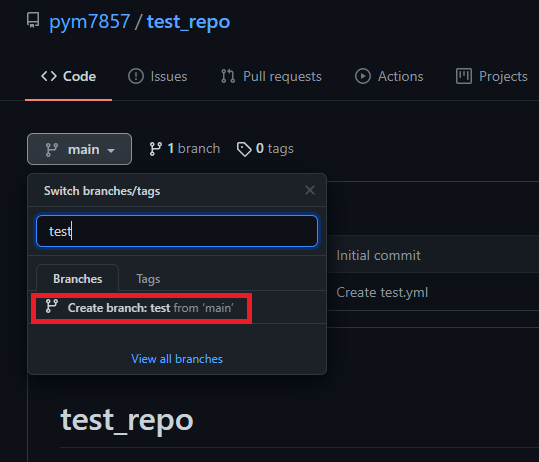 pym7857 / test_repo
Code Issues Pull requests Actions Projects
main 1 branch 0 tags
Switch branches/tags
test
Branches Tags
Create branch: test from ‘main’
View all branches
Initial commit
Create test.yml
test_repo